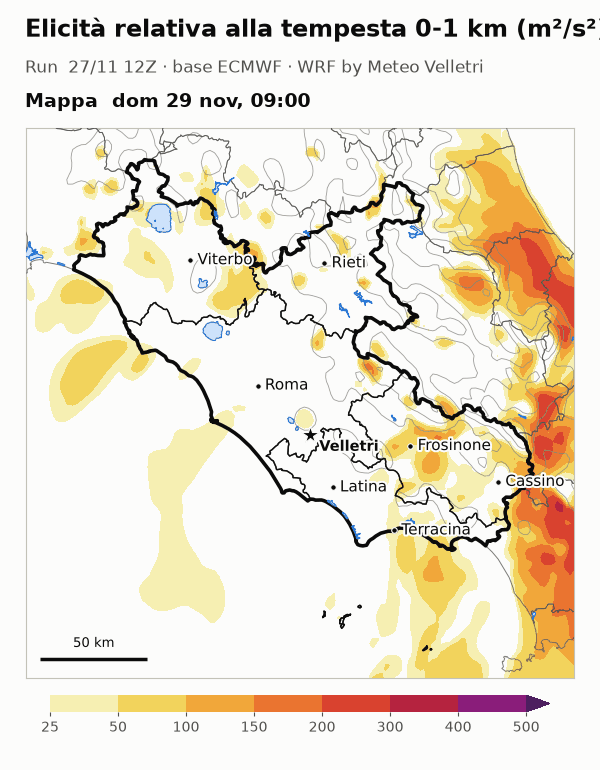 Elicità relativa alla tempesta 0-1 km (m²/s²)
Run 27/11 12Z · base ECMWF · WRF by Meteo Velletri
Mappa dom 29 nov, 09:00
Viterbo
Rieti
Roma
Velletri
Frosinone
Latina
Cassino
Terracina
50 km
25 50 100 150 200 300 400 500